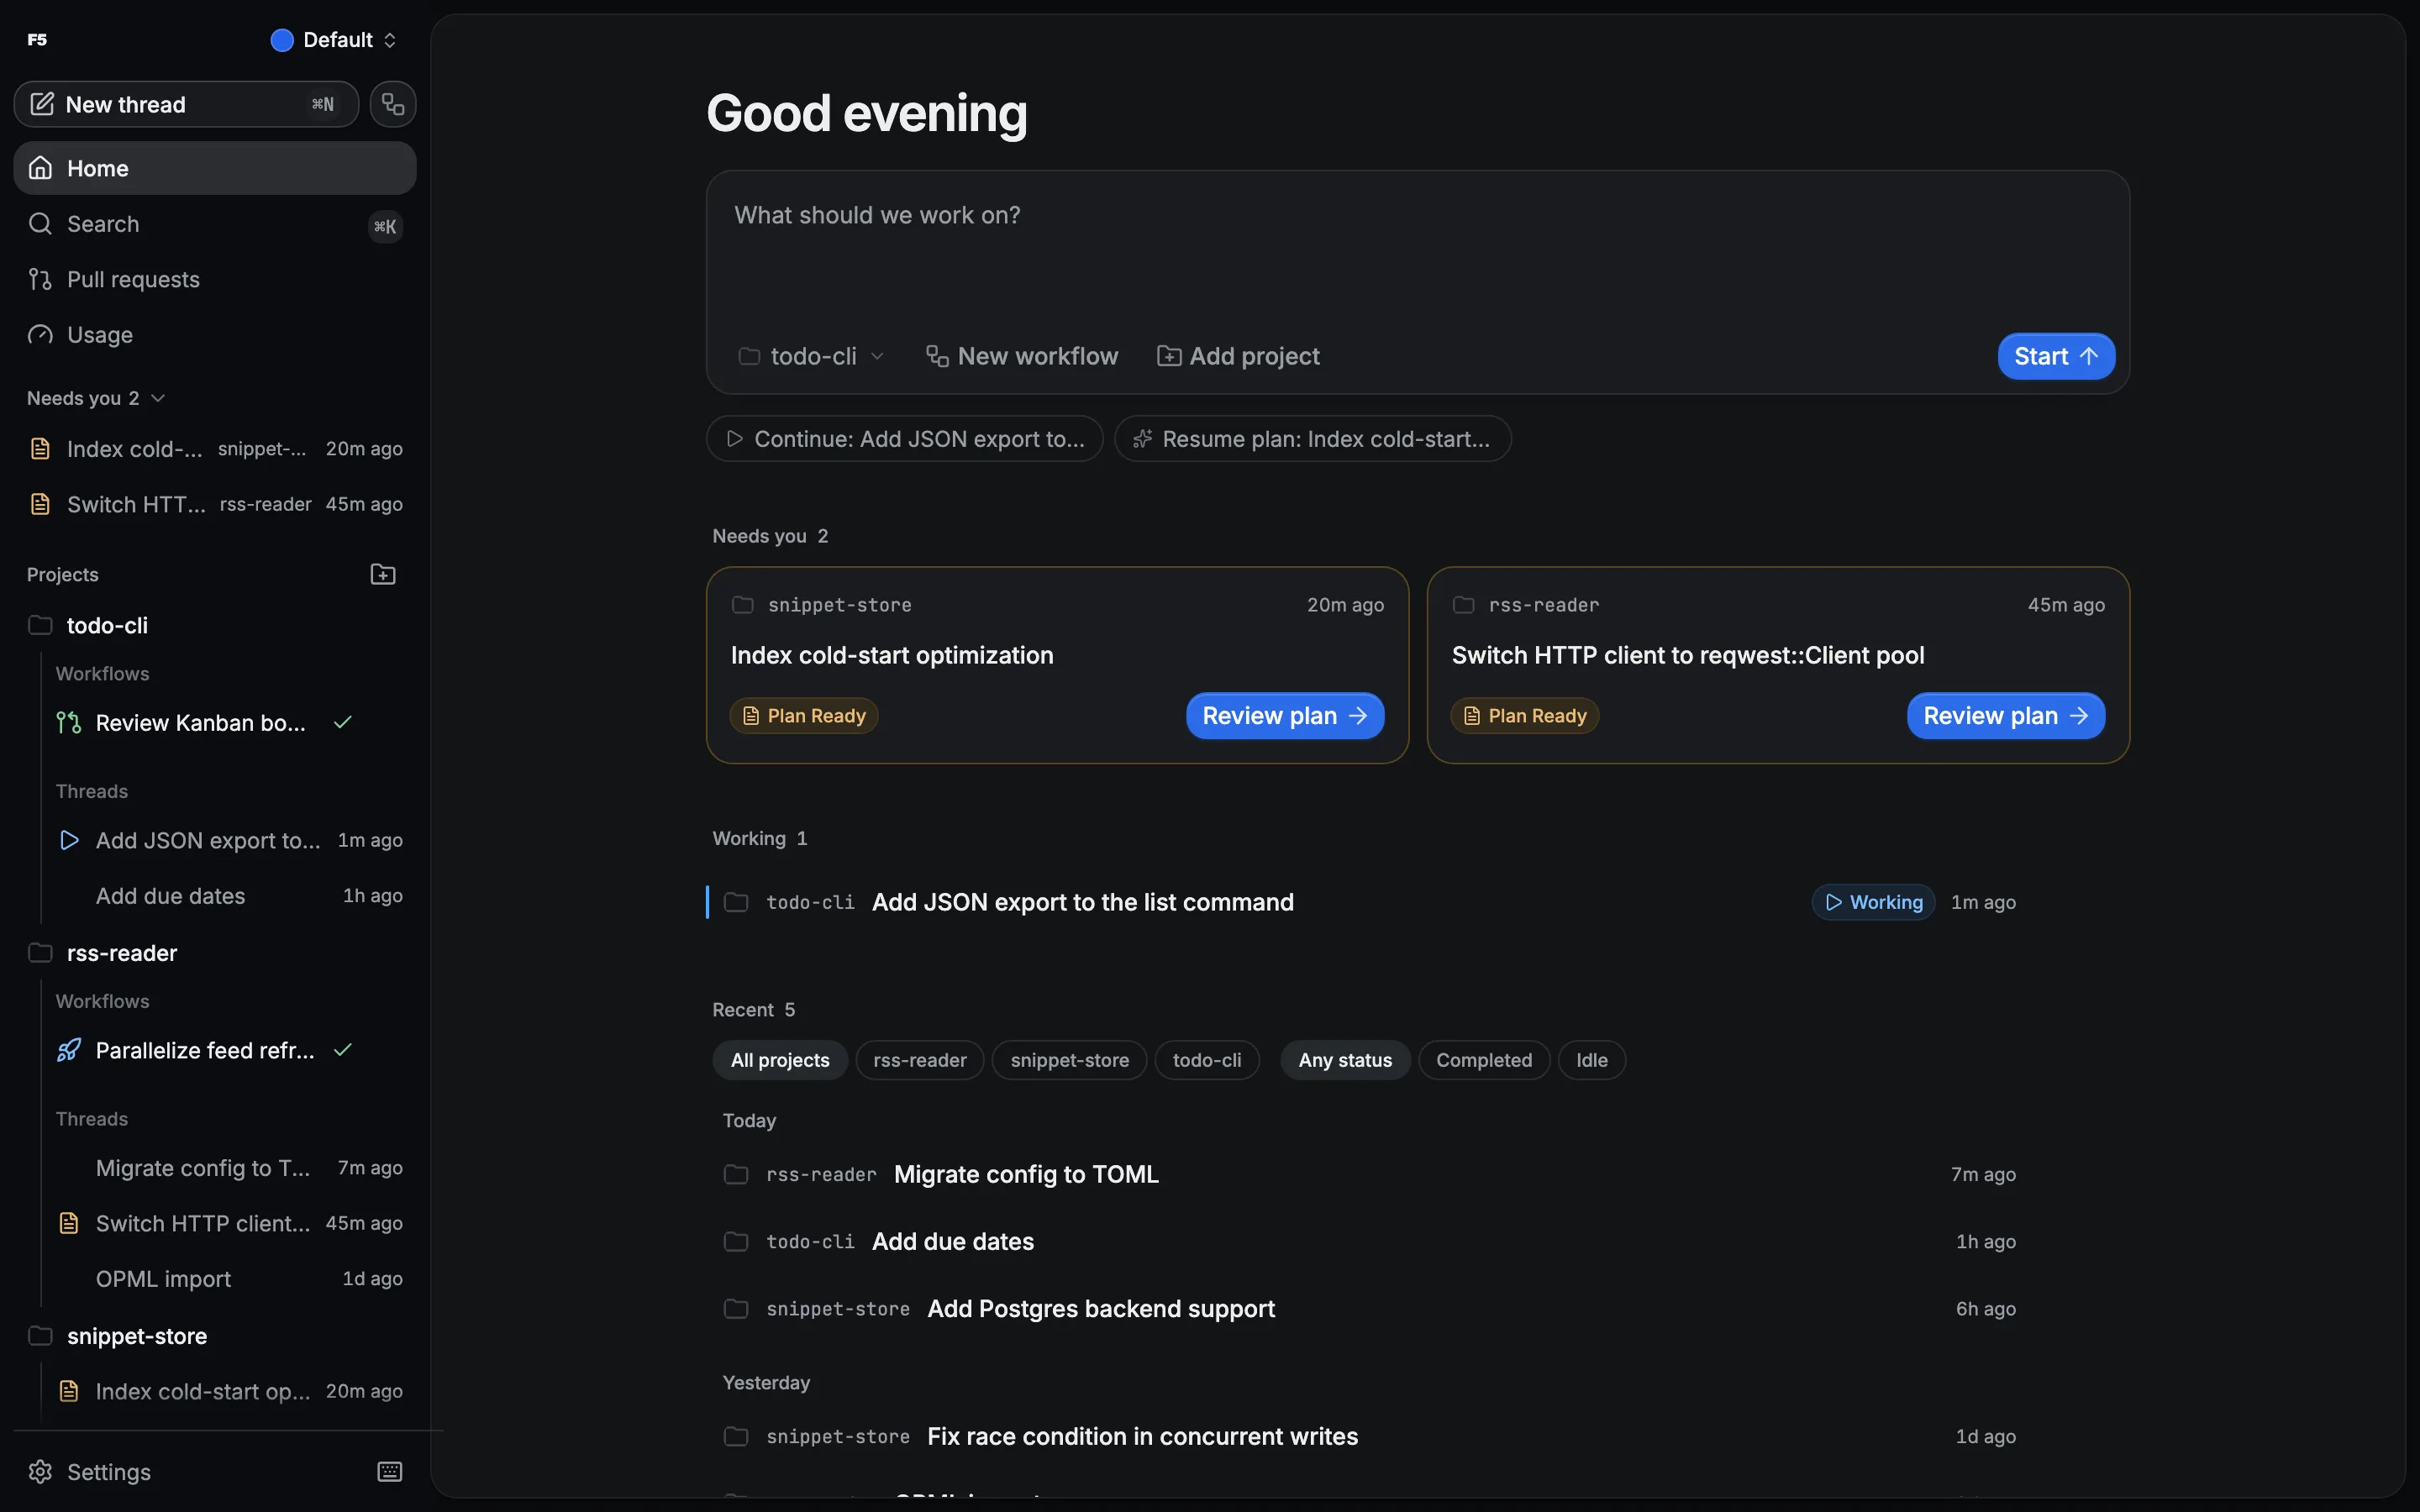 F5
Default
New thread ⌘N
Home
Search ⌘K
Pull requests
Usage
Needs you 2
Index cold-... snippet-... 20m ago
Switch HTT... rss-reader 45m ago
Projects
todo-cli
Workflows
Review Kanban bo...
Threads
Add JSON export to... 1m ago
Add due dates 1h ago
rss-reader
Workflows
Parallelize feed refr...
Threads
Migrate config to T... 7m ago
Switch HTTP client... 45m ago
OPML import 1d ago
snippet-store
Index cold-start op... 20m ago
Settings
Good evening
What should we work on?
todo-cli New workflow Add project Start
Continue: Add JSON export to... Resume plan: Index cold-start...
Needs you 2
snippet-store 20m ago
Index cold-start optimization
Plan Ready Review plan
rss-reader 45m ago
Switch HTTP client to reqwest::Client pool
Plan Ready Review plan
Working 1
todo-cli Add JSON export to the list command Working 1m ago
Recent 5
All projects rss-reader snippet-store todo-cli Any status Completed Idle
Today
rss-reader Migrate config to TOML 7m ago
todo-cli Add due dates 1h ago
snippet-store Add Postgres backend support 6h ago
Yesterday
snippet-store Fix race condition in concurrent writes 1d ago
OPML import